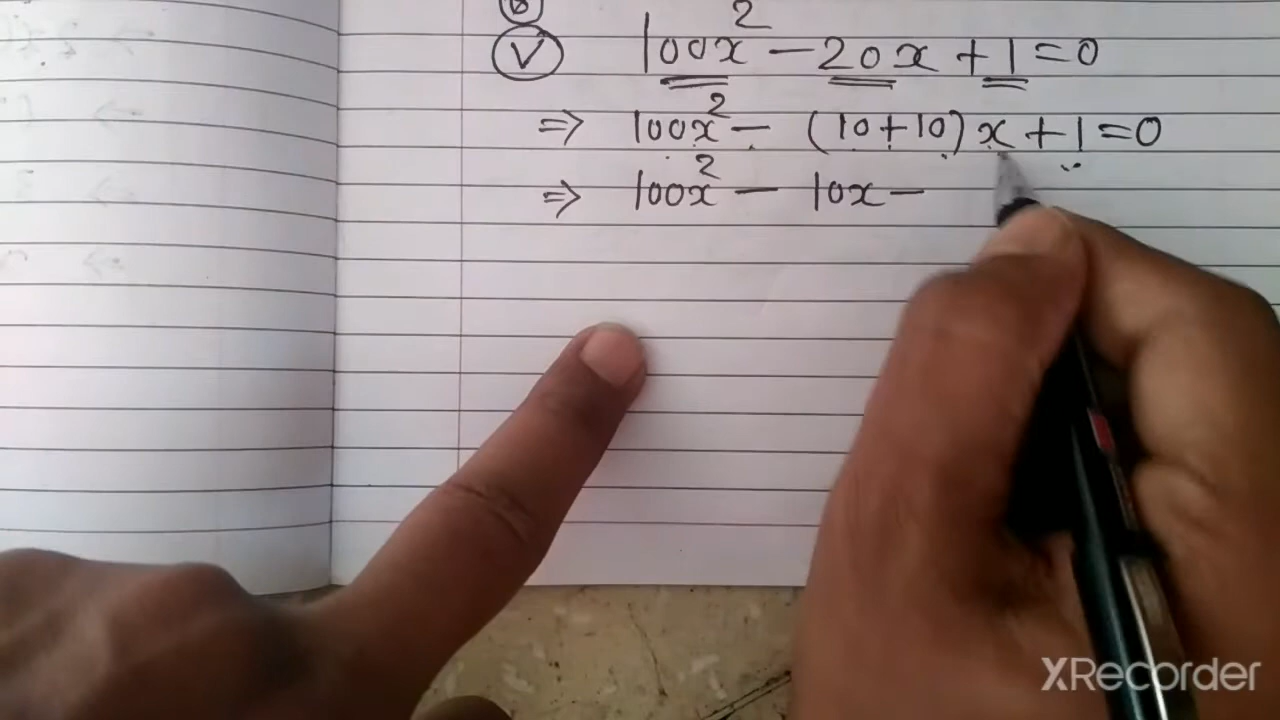 (V) 100x² - 20x + 1 = 0
⇒ 100x² - (10+10)x + 1 = 0
⇒ 100x² - 10x -
XRecorder